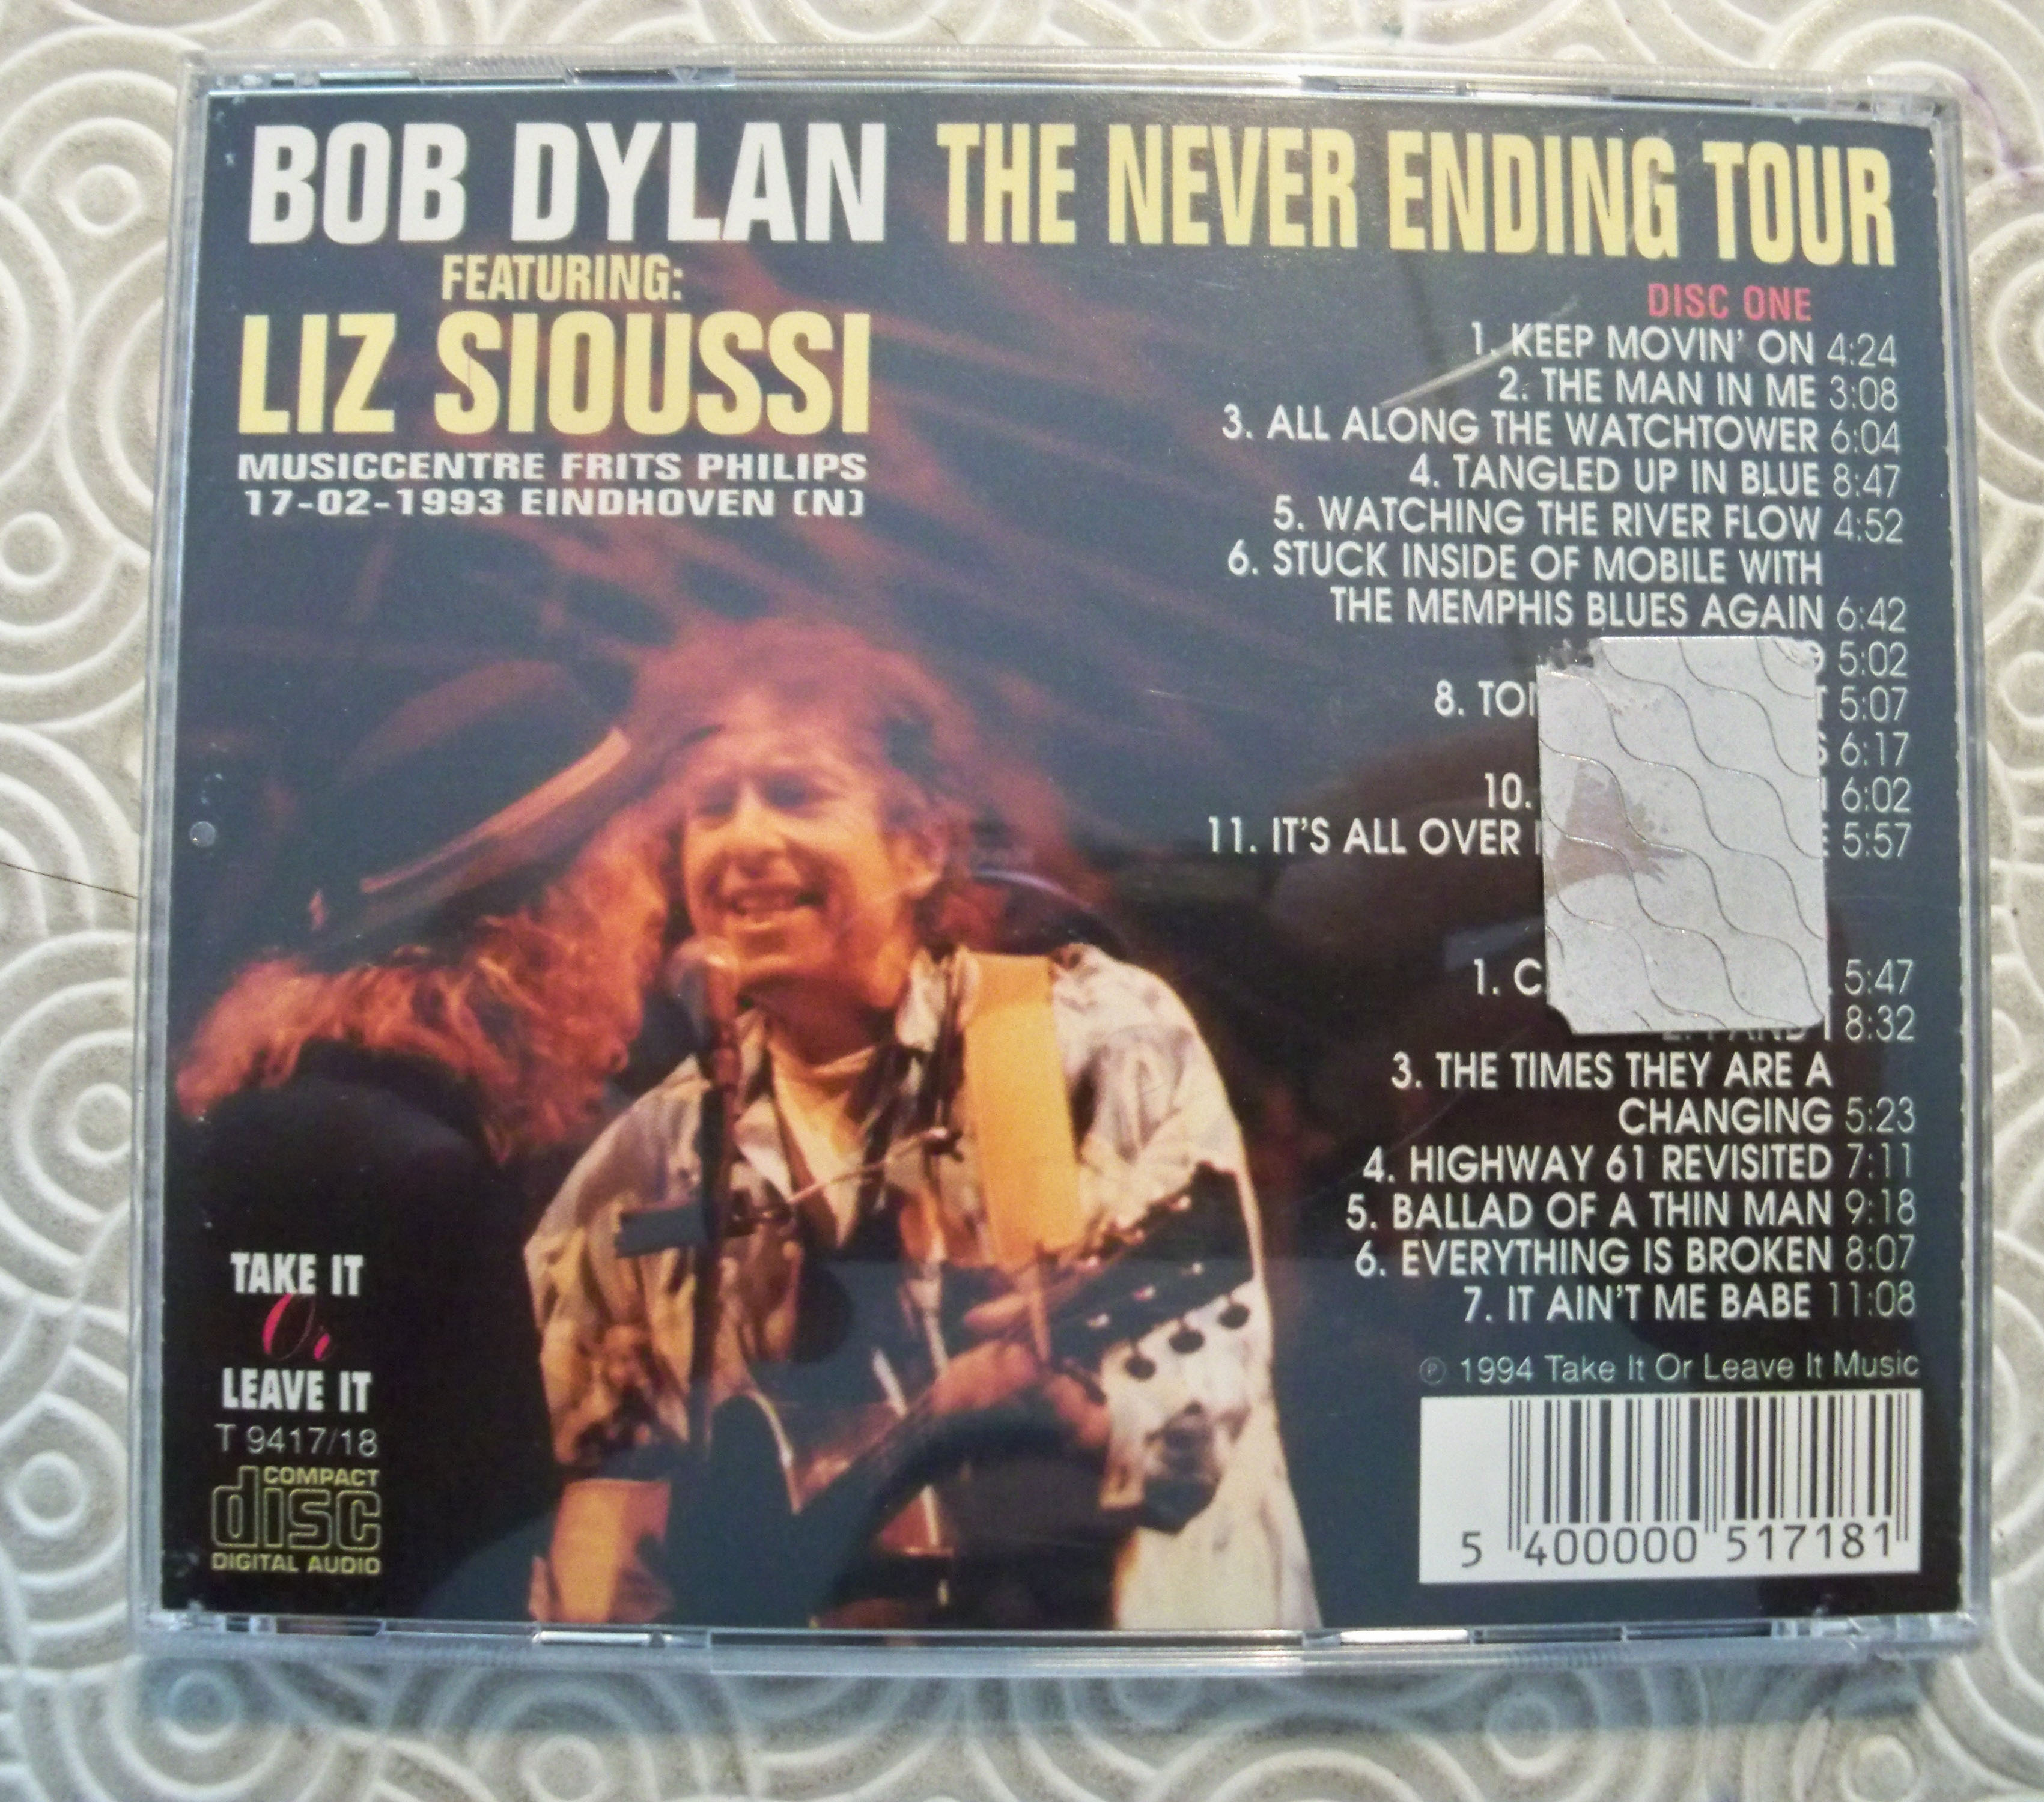 BOB DYLAN THE NEVER ENDING TOUR
FEATURING:
LIZ SIOUSSI
MUSICCENTRE FRITS PHILIPS
17-02-1993 EINDHOVEN (N)
DISC ONE
1. KEEP MOVIN' ON 4:24
2. THE MAN IN ME 3:08
3. ALL ALONG THE WATCHTOWER 6:04
4. TANGLED UP IN BLUE 8:47
5. WATCHING THE RIVER FLOW 4:52
6. STUCK INSIDE OF MOBILE WITH
THE MEMPHIS BLUES AGAIN 6:42
5:02
8. 5:07
6:17
10. 6:02
11. IT'S ALL OVER 5:57
1. 5:47
2. AND I 8:32
3. THE TIMES THEY ARE A
CHANGING 5:23
4. HIGHWAY 61 REVISITED 7:11
5. BALLAD OF A THIN MAN 9:18
6. EVERYTHING IS BROKEN 8:07
7. IT AIN'T ME BABE 11:08
℗ 1994 Take It Or Leave It Music
5 400000 517181
TAKE IT
Or
LEAVE IT
T 9417/18
COMPACT
disc
DIGITAL AUDIO